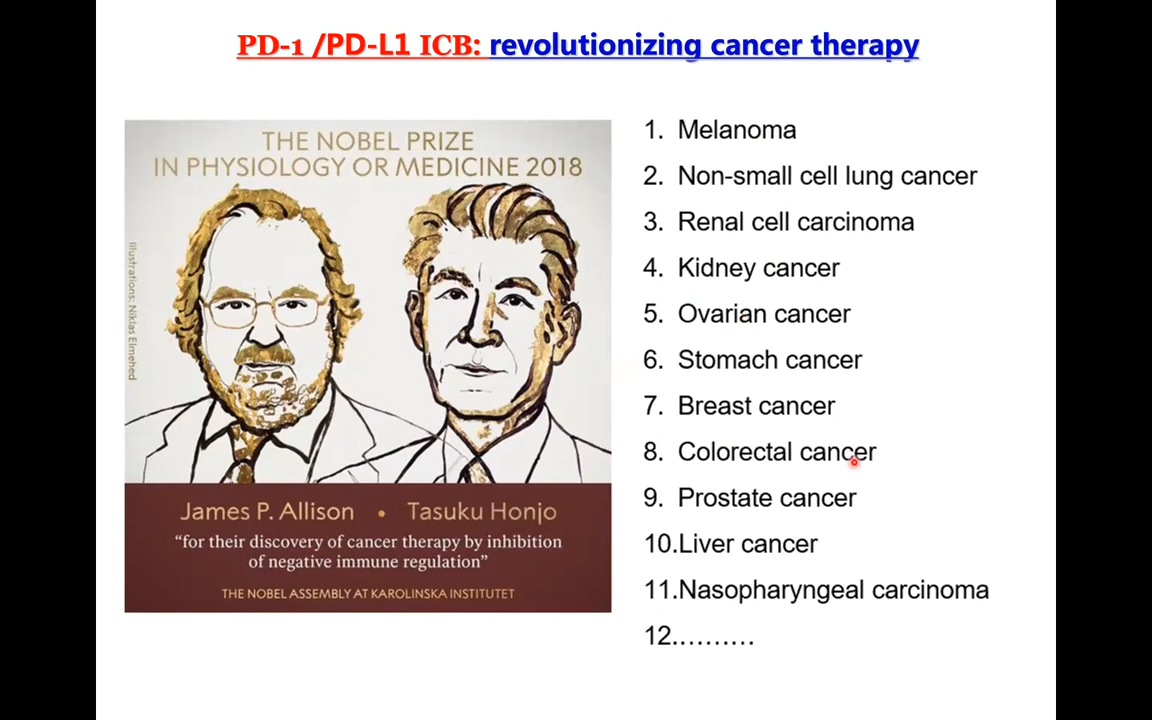 PD-1 /PD-L1 ICB: revolutionizing cancer therapy
THE NOBEL PRIZE
IN PHYSIOLOGY OR MEDICINE 2018
Illustrations: Niklas Elmehed
James P. Allison • Tasuku Honjo
“for their discovery of cancer therapy by inhibition
of negative immune regulation”
THE NOBEL ASSEMBLY AT KAROLINSKA INSTITUTET
1. Melanoma
2. Non-small cell lung cancer
3. Renal cell carcinoma
4. Kidney cancer
5. Ovarian cancer
6. Stomach cancer
7. Breast cancer
8. Colorectal cancer
9. Prostate cancer
10.Liver cancer
11.Nasopharyngeal carcinoma
12.………